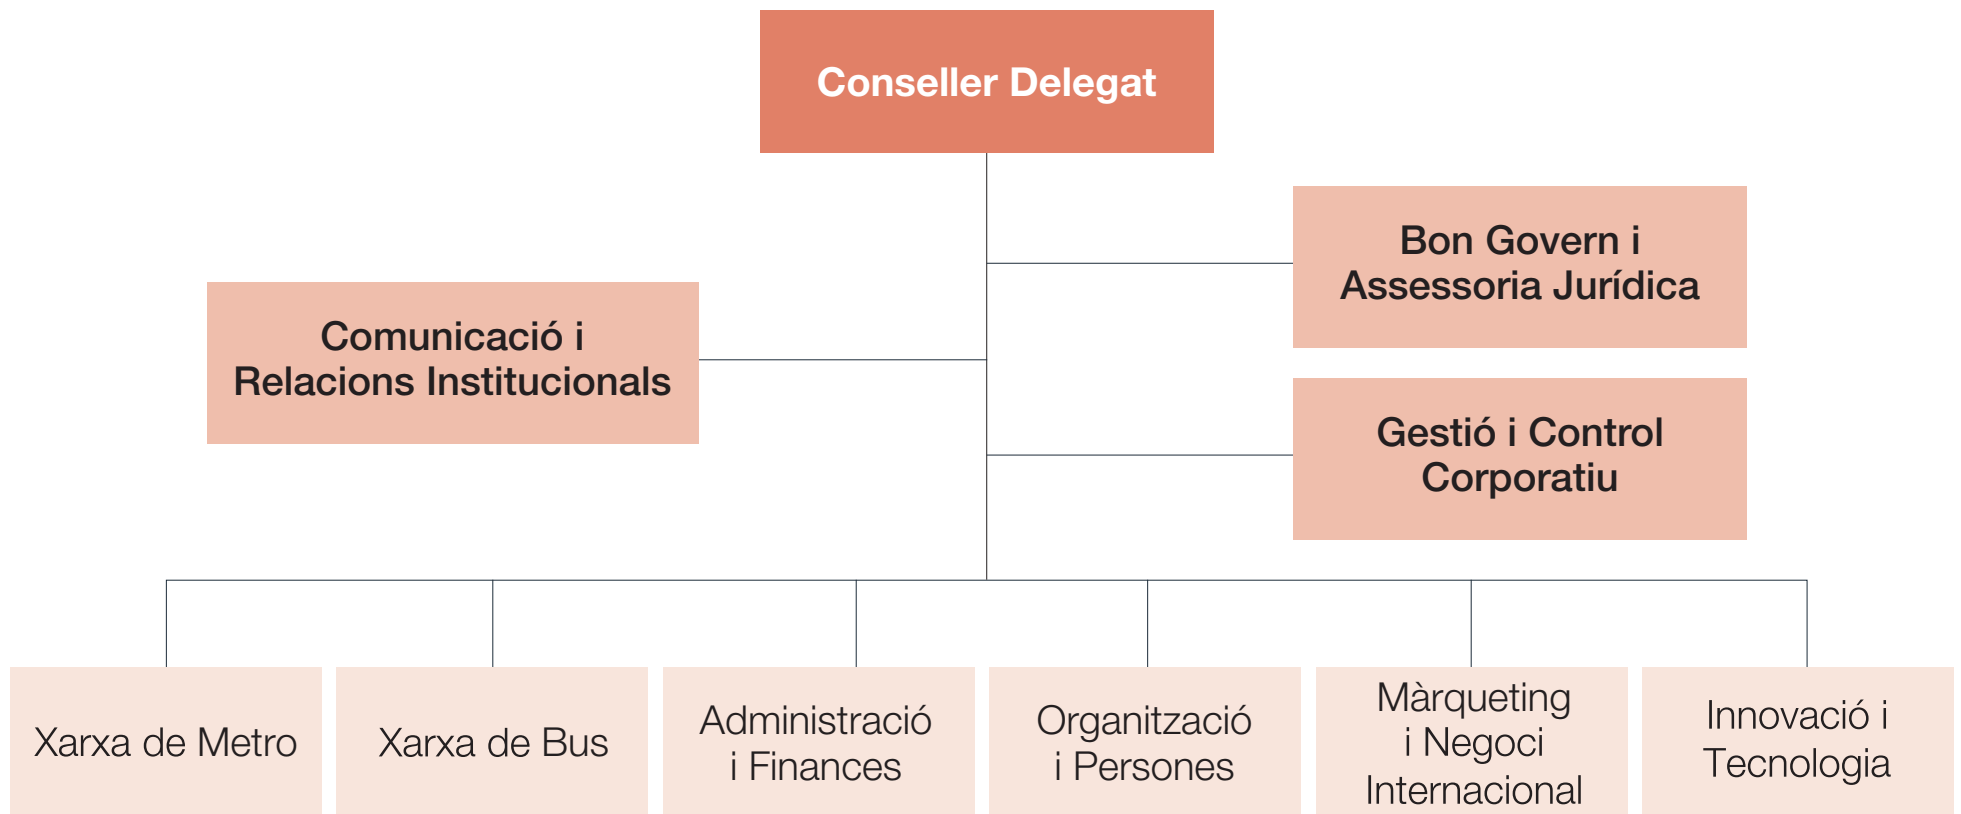 Conseller Delegat
Bon Govern i
Assessoria Jurídica
Comunicació i
Relacions Institucionals
Gestió i Control
Corporatiu
Xarxa de Metro
Xarxa de Bus
Administració
i Finances
Organització
i Persones
Màrqueting
i Negoci
Internacional
Innovació i
Tecnologia